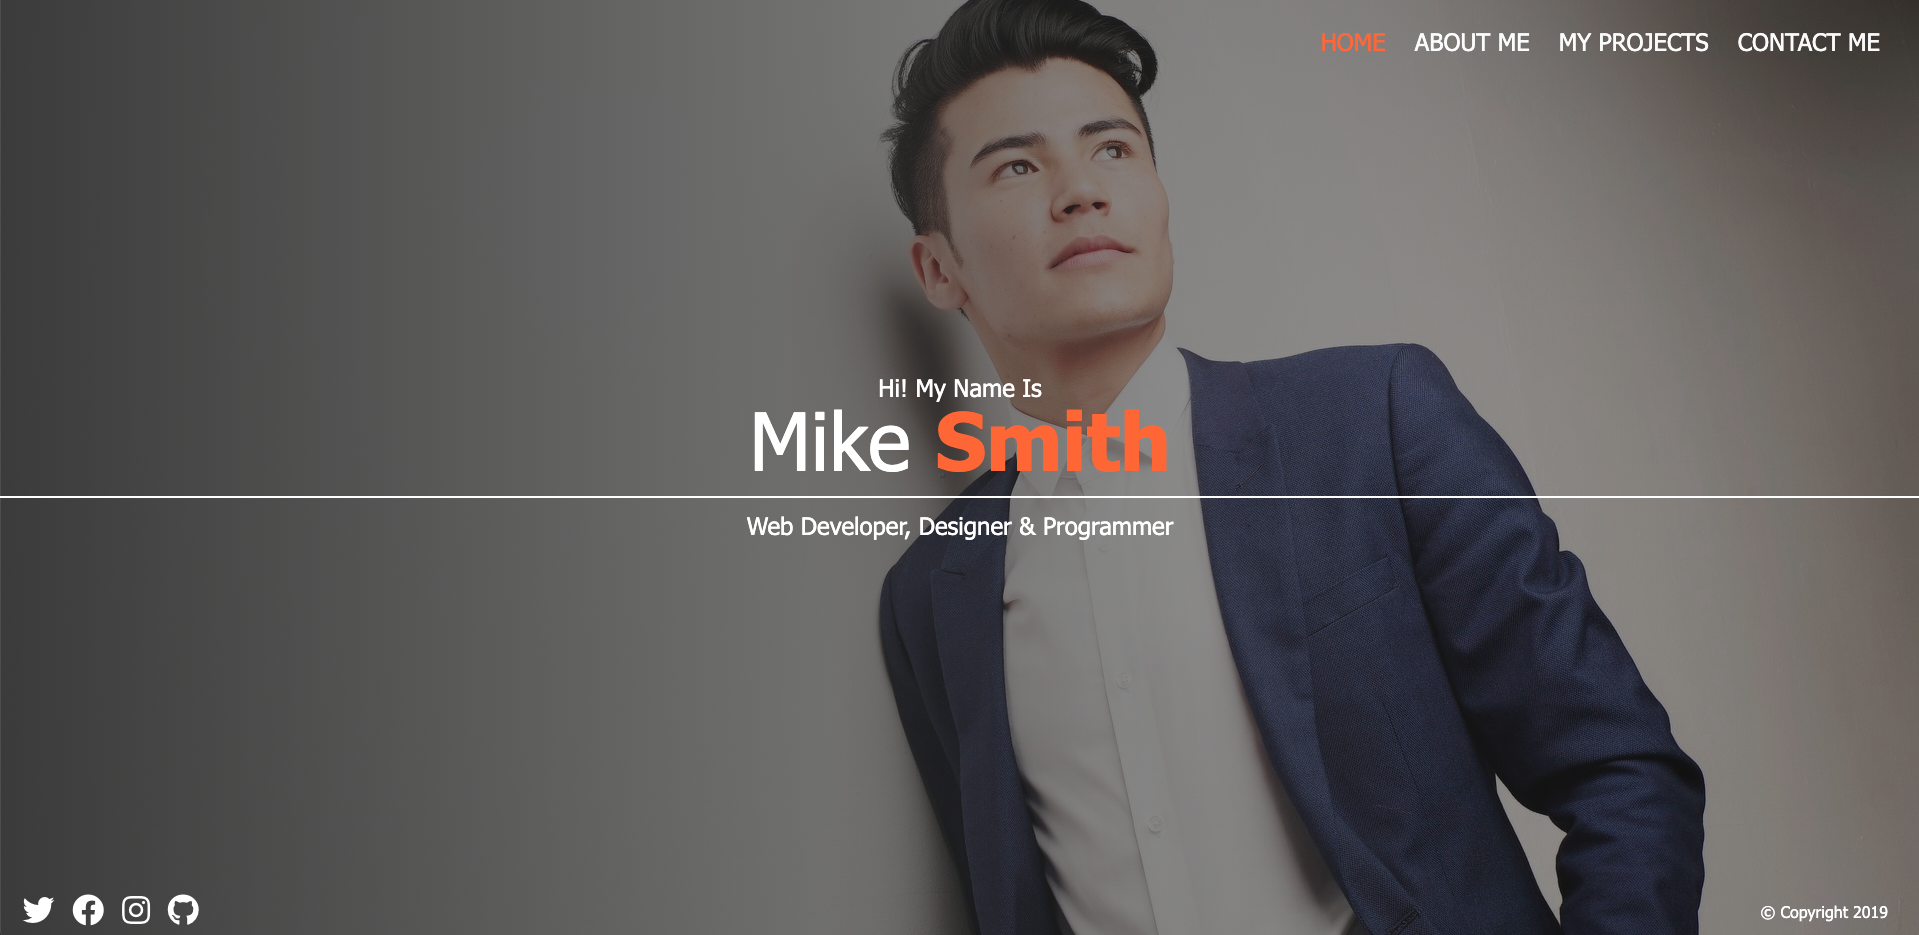 HOME ABOUT ME MY PROJECTS CONTACT ME
Hi! My Name Is
Mike Smith
Web Developer, Designer & Programmer
© Copyright 2019